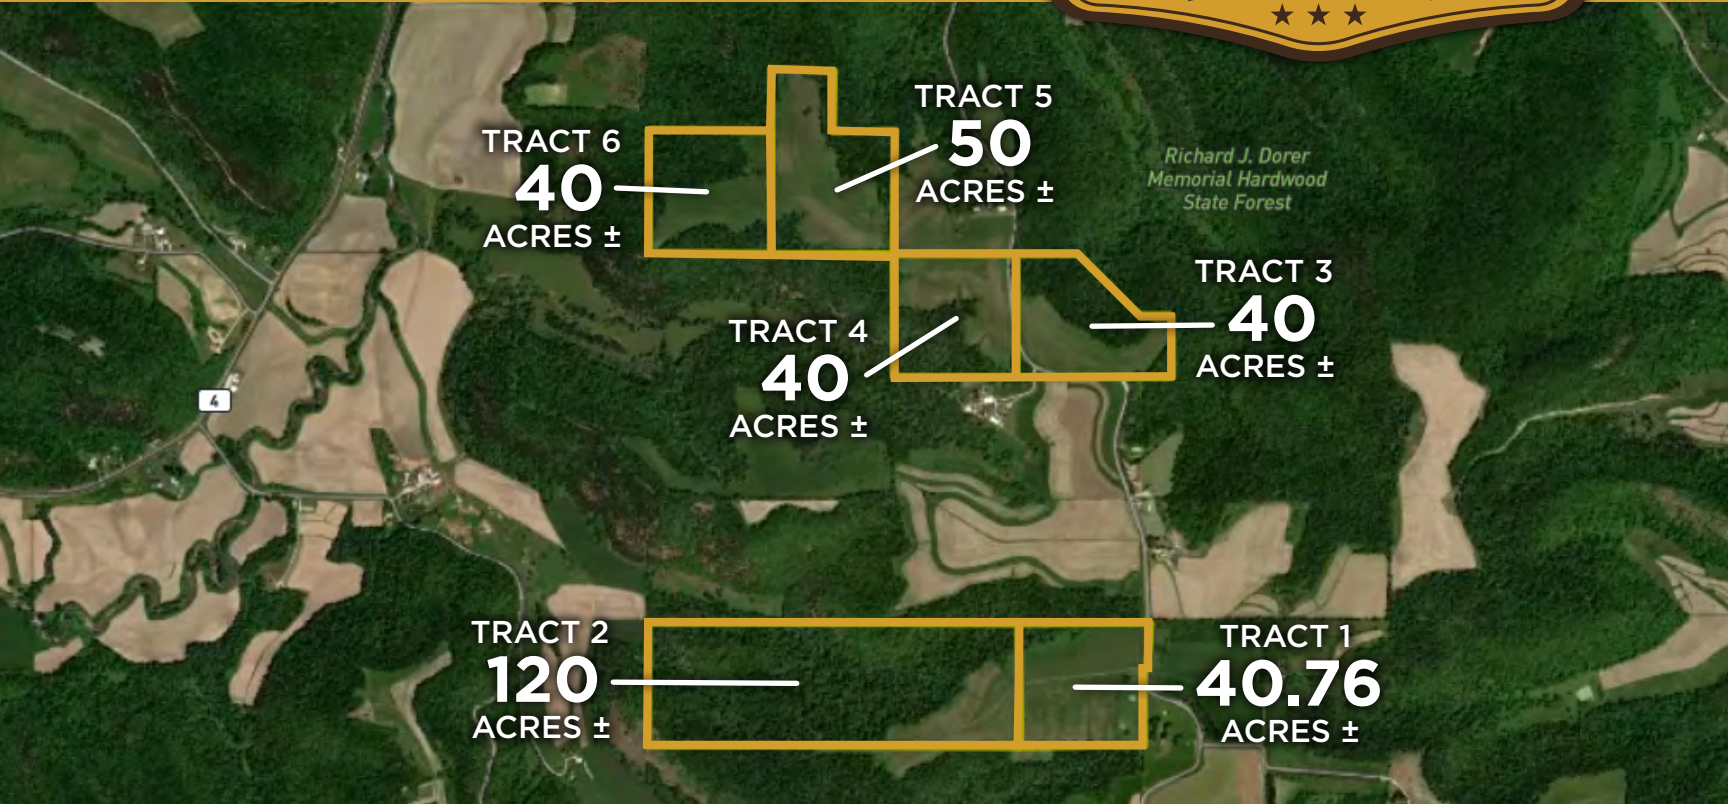 TRACT 5
50
ACRES ±
TRACT 6
40
ACRES ±
Richard J. Dorer
Memorial Hardwood
State Forest
TRACT 3
40
ACRES ±
TRACT 4
40
ACRES ±
4
TRACT 2
120
ACRES ±
TRACT 1
40.76
ACRES ±